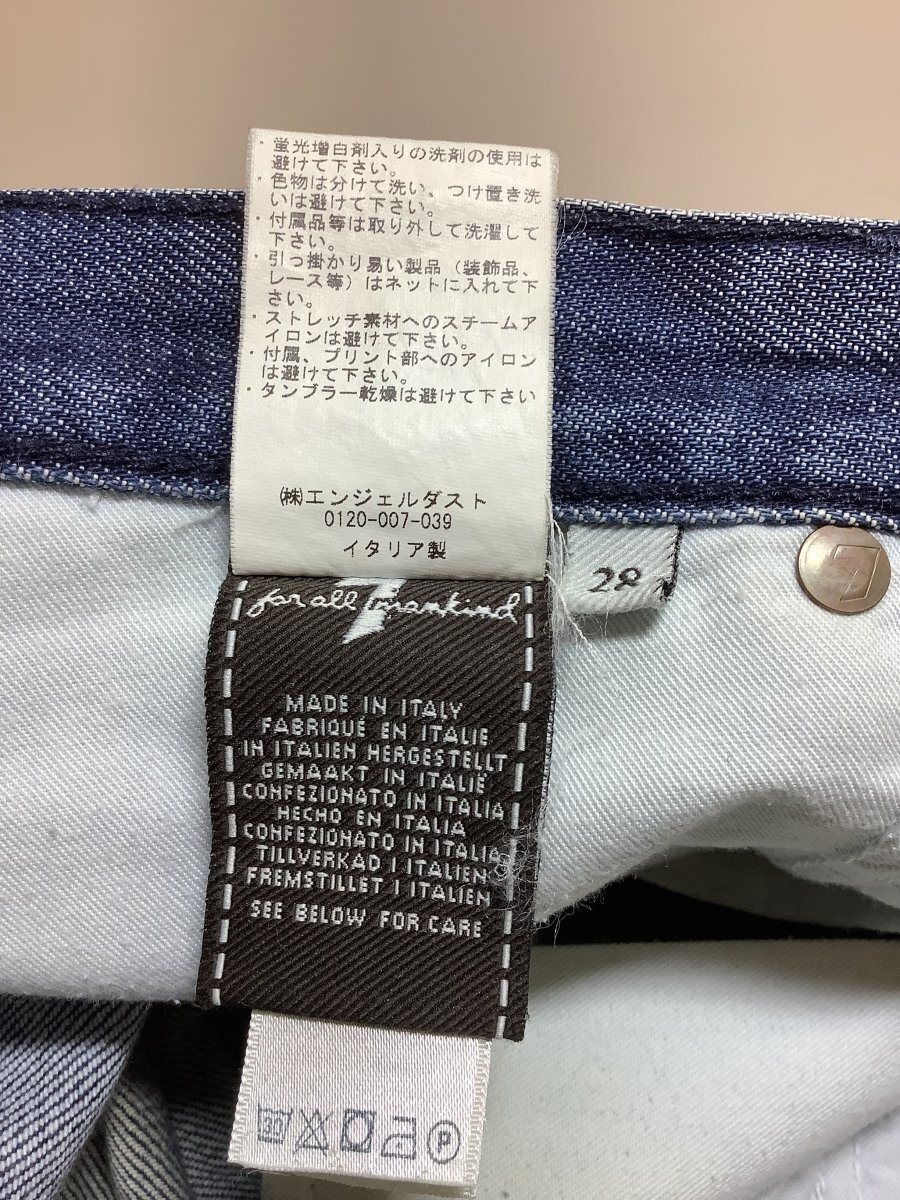 ・蛍光増白剤入りの洗剤の使用は
避けて下さい。
・色物は分けて洗い、つけ置き洗
いは避けて下さい。
・付属品等は取り外して洗濯して
下さい。
・引っ掛かり易い製品（装飾品、
レース等）はネットに入れて下
さい。
・ストレッチ素材へのスチームア
イロンは避けて下さい。
・付属、プリント部へのアイロン
は避けて下さい。
・タンブラー乾燥は避けて下さい
㈱エンジェルダスト
0120-007-039
イタリア製
28
for all 7 mankind
MADE IN ITALY
FABRIQUÉ EN ITALIE
IN ITALIEN HERGESTELLT
GEMAAKT IN ITALIË
CONFEZIONATO IN ITALIA
HECHO EN ITALIA
CONFEZIONATO IN ITALIA
TILLVERKAD I ITALIEN
FREMSTILLET I ITALIEN
SEE BELOW FOR CARE
30
P